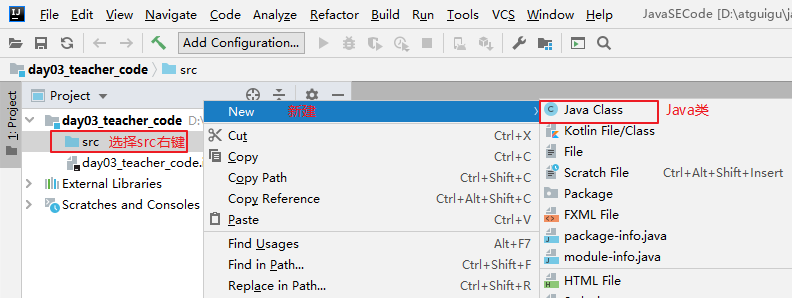 File Edit View Navigate Code Analyze Refactor Build Run Tools VCS Window Help JavaSECode [D:\atguigu\ja
Add Configuration...
day03_teacher_code src
1: Project
Project
day03_teacher_code D:\
src 选择src右键
day03_teacher_code.
External Libraries
Scratches and Consoles
New 新建
Cut Ctrl+X
Copy Ctrl+C
Copy Path Ctrl+Shift+C
Copy Reference Ctrl+Alt+Shift+C
Paste Ctrl+V
Find Usages Alt+F7
Find in Path... Ctrl+Shift+F
Replace in Path... Ctrl+Shift+R
Java Class Java类
Kotlin File/Class
File
Scratch File Ctrl+Alt+Shift+Insert
Package
FXML File
package-info.java
module-info.java
HTML File